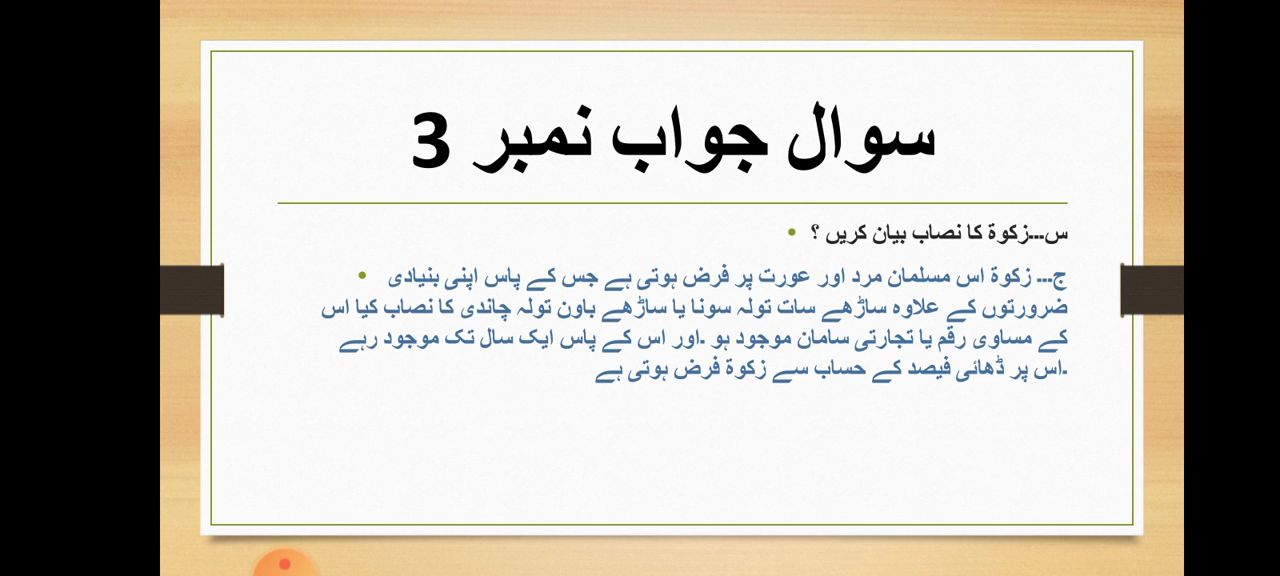 سوال جواب نمبر 3
س۔۔۔زکوۃ کا نصاب بیان کریں ؟
ج۔۔۔ زکوۃ اس مسلمان مرد اور عورت پر فرض ہوتی ہے جس کے پاس اپنی بنیادی
ضرورتوں کے علاوہ ساڑھے سات تولہ سونا یا ساڑھے باون تولہ چاندی کا نصاب کیا اس
کے مساوی رقم یا تجارتی سامان موجود ہو ۔اور اس کے پاس ایک سال تک موجود رہے
۔اس پر ڈھائی فیصد کے حساب سے زکوۃ فرض ہوتی ہے